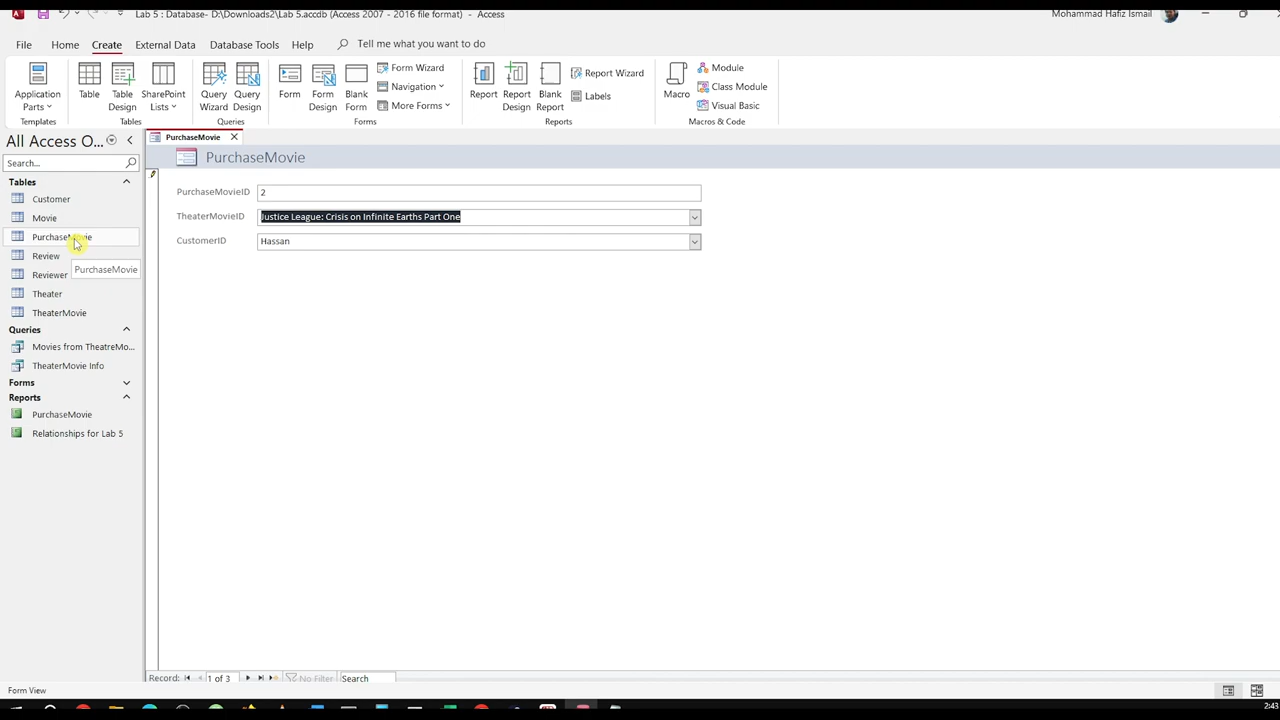 Lab 5 : Database- D:\Downloads2\Lab 5.accdb (Access 2007 - 2016 file format) - Access
Mohammad Hafiz Ismail
File Home Create External Data Database Tools Help Tell me what you want to do
Application Parts
Templates
Table
Table Design
SharePoint Lists
Tables
Query Wizard
Query Design
Queries
Form
Form Design
Blank Form
Form Wizard
Navigation
More Forms
Forms
Report
Report Design
Blank Report
Report Wizard
Labels
Reports
Macro
Module
Class Module
Visual Basic
Macros & Code
All Access O...
Search...
Tables
Customer
Movie
PurchaseMovie
Review
PurchaseMovie
Reviewer
Theater
TheaterMovie
Queries
Movies from TheatreMo...
TheaterMovie Info
Forms
Reports
PurchaseMovie
Relationships for Lab 5
PurchaseMovie
PurchaseMovie
PurchaseMovieID 2
TheaterMovieID Justice League: Crisis on Infinite Earths Part One
CustomerID Hassan
Record: 1 of 3 No Filter Search
Form View
2:43